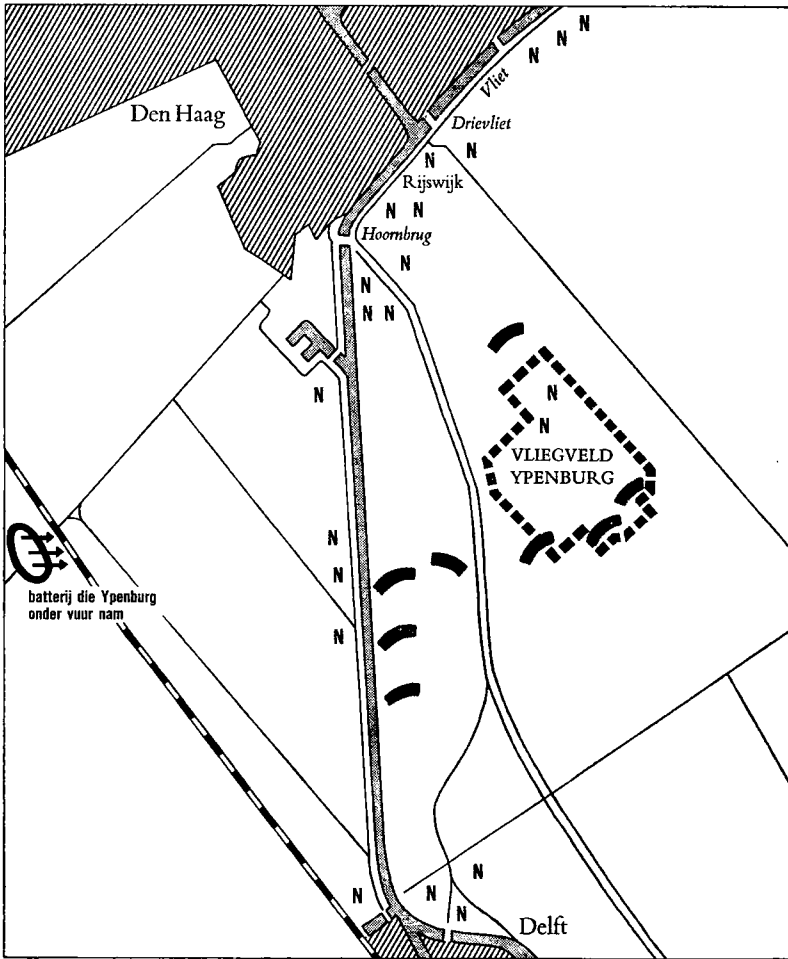 N
N
N
Vliet
Den Haag
Drievliet
N
N
Rijswijk
N N
Hoornbrug
N
N
N N
N
N
N
VLIEGVELD
YPENBURG
N
N
batterij die Ypenburg
onder vuur nam
N
N
N
N
N
Delft